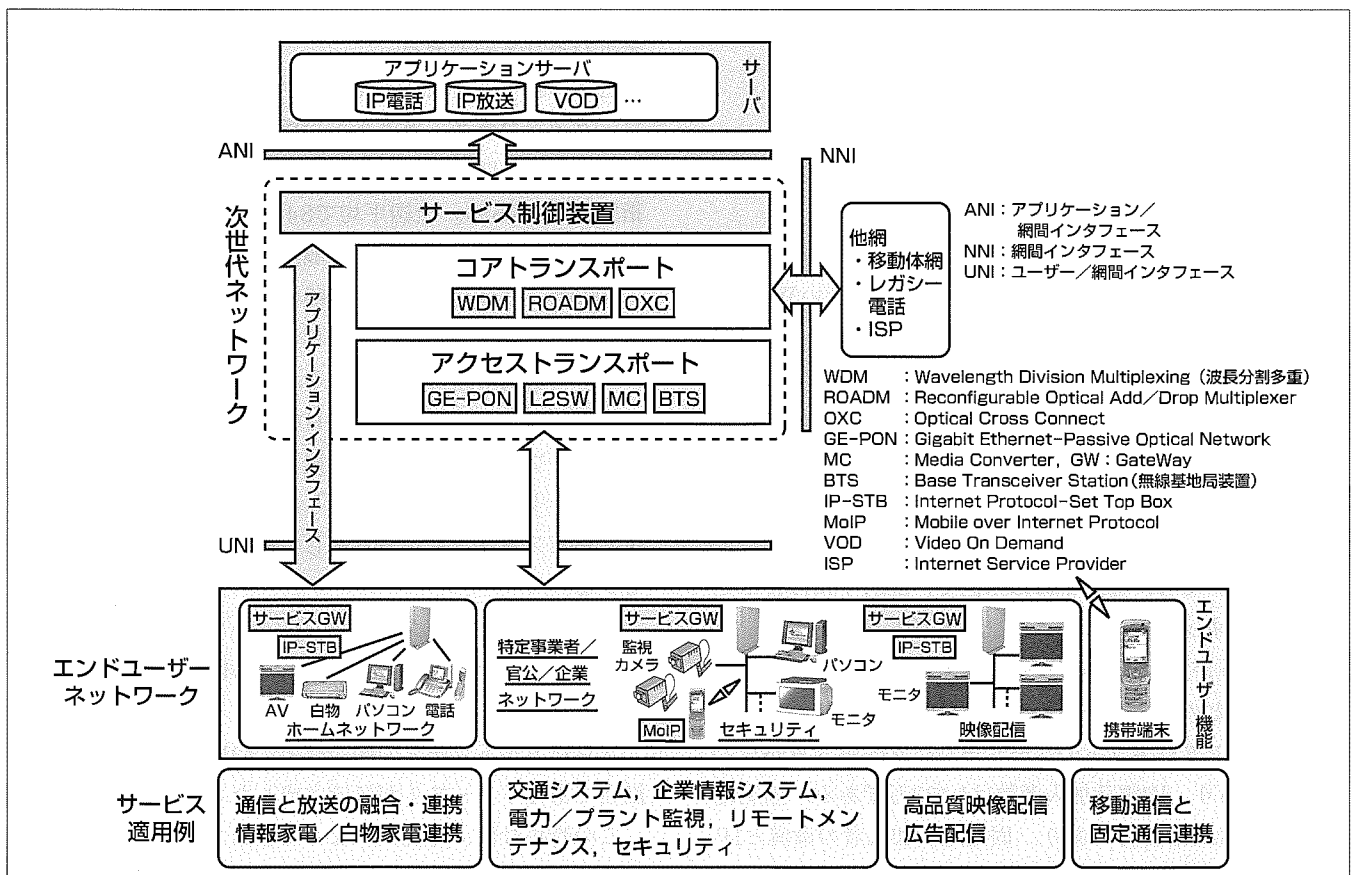 アプリケーションサーバ
IP電話 IP放送 VOD …
サーバ
ANI
NNI
次世代ネットワーク
サービス制御装置
コアトランスポート
WDM ROADM OXC
アクセストランスポート
GE-PON L2SW MC BTS
アプリケーション・インタフェース
他網
・移動体網
・レガシー
電話
・ISP
ANI：アプリケーション／
網間インタフェース
NNI：網間インタフェース
UNI：ユーザー／網間インタフェース
WDM ：Wavelength Division Multiplexing（波長分割多重）
ROADM ：Reconfigurable Optical Add／Drop Multiplexer
OXC ：Optical Cross Connect
GE-PON：Gigabit Ethernet-Passive Optical Network
MC ：Media Converter，GW：GateWay
BTS ：Base Transceiver Station（無線基地局装置）
IP-STB ：Internet Protocol-Set Top Box
MoIP ：Mobile over Internet Protocol
VOD ：Video On Demand
ISP ：Internet Service Provider
UNI
エンドユーザー
ネットワーク
サービスGW
IP-STB
AV 白物 パソコン 電話
ホームネットワーク
特定事業者／
官公／企業
ネットワーク
サービスGW
監視
カメラ
パソコン
モニタ
MoIP
セキュリティ
サービスGW
IP-STB
モニタ
映像配信
携帯端末
エンドユーザー機能
サービス
適用例
通信と放送の融合・連携
情報家電／白物家電連携
交通システム，企業情報システム，
電力／プラント監視，リモートメン
テナンス，セキュリティ
高品質映像配信
広告配信
移動通信と
固定通信連携